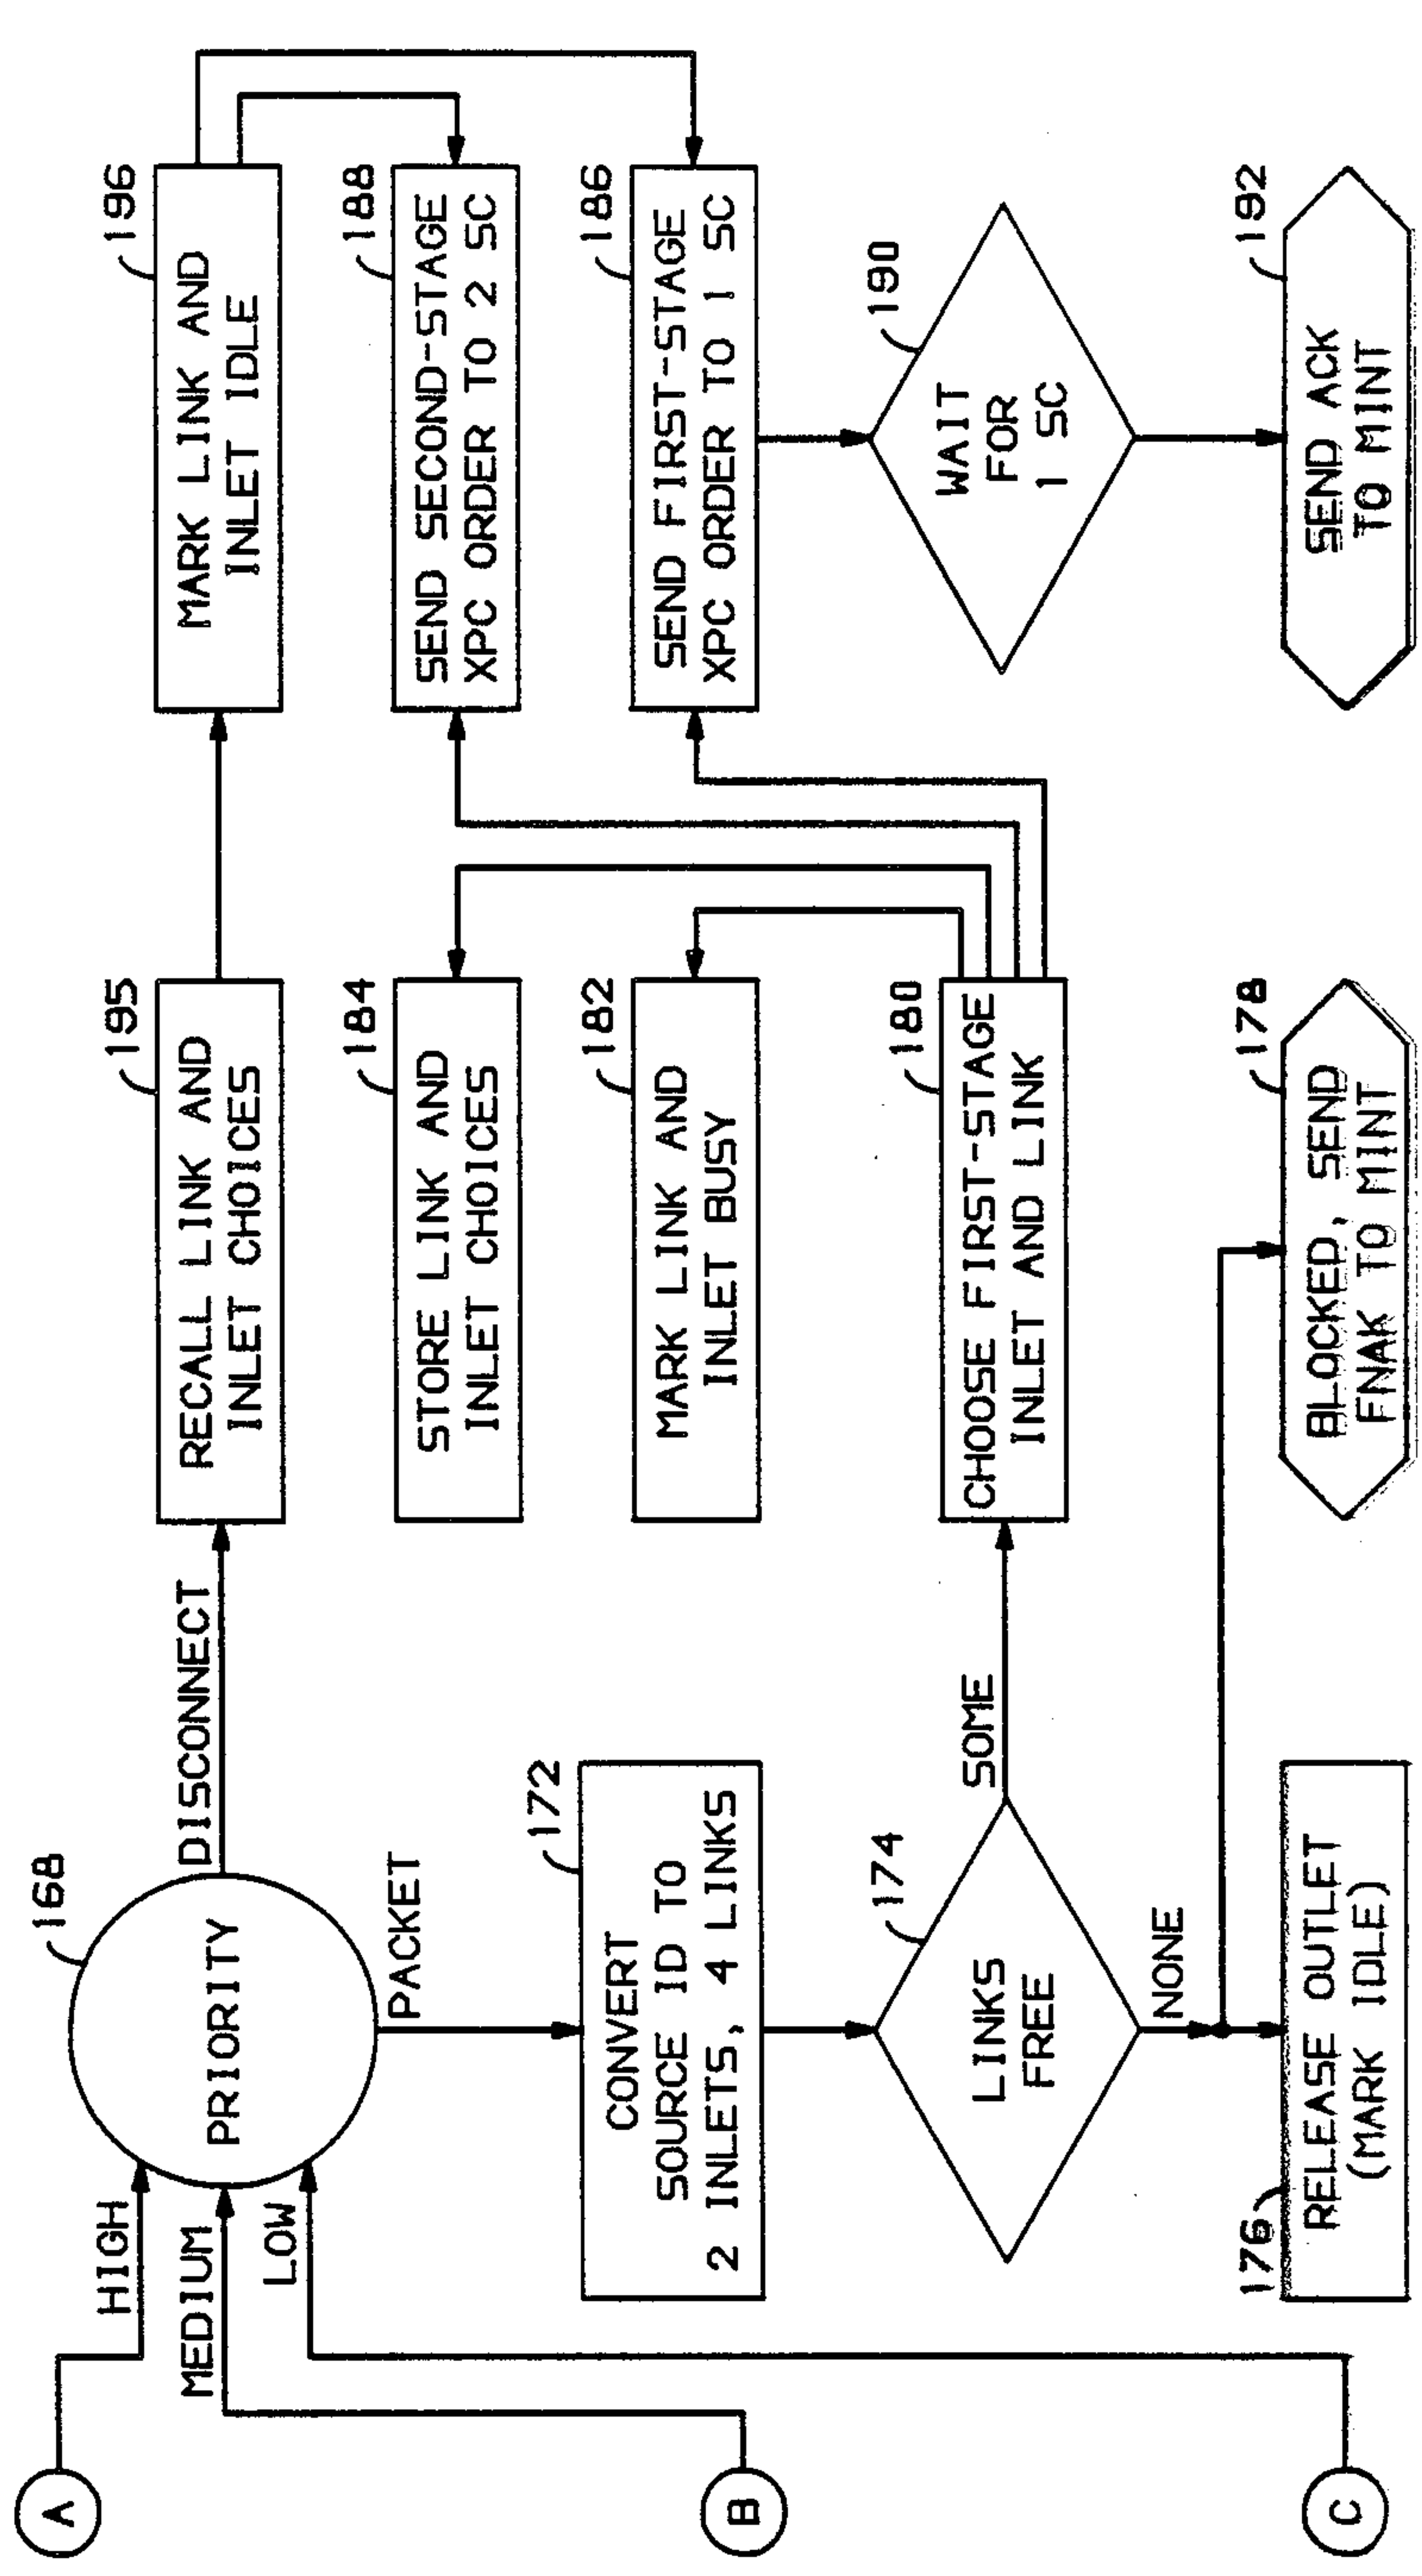 A
HIGH
MEDIUM
LOW
B
C
168
PRIORITY
DISCONNECT
PACKET
172
CONVERT
SOURCE ID TO
2 INLETS, 4 LINKS
174
LINKS
FREE
SOME
NONE
176
RELEASE OUTLET
(MARK IDLE)
195
RECALL LINK AND
INLET CHOICES
184
STORE LINK AND
INLET CHOICES
182
MARK LINK AND
INLET BUSY
180
CHOOSE FIRST-STAGE
INLET AND LINK
178
BLOCKED, SEND
FNAK TO MINT
196
MARK LINK AND
INLET IDLE
188
SEND SECOND-STAGE
XPC ORDER TO 2 SC
186
SEND FIRST-STAGE
XPC ORDER TO 1 SC
190
WAIT
FOR
1 SC
192
SEND ACK
TO MINT